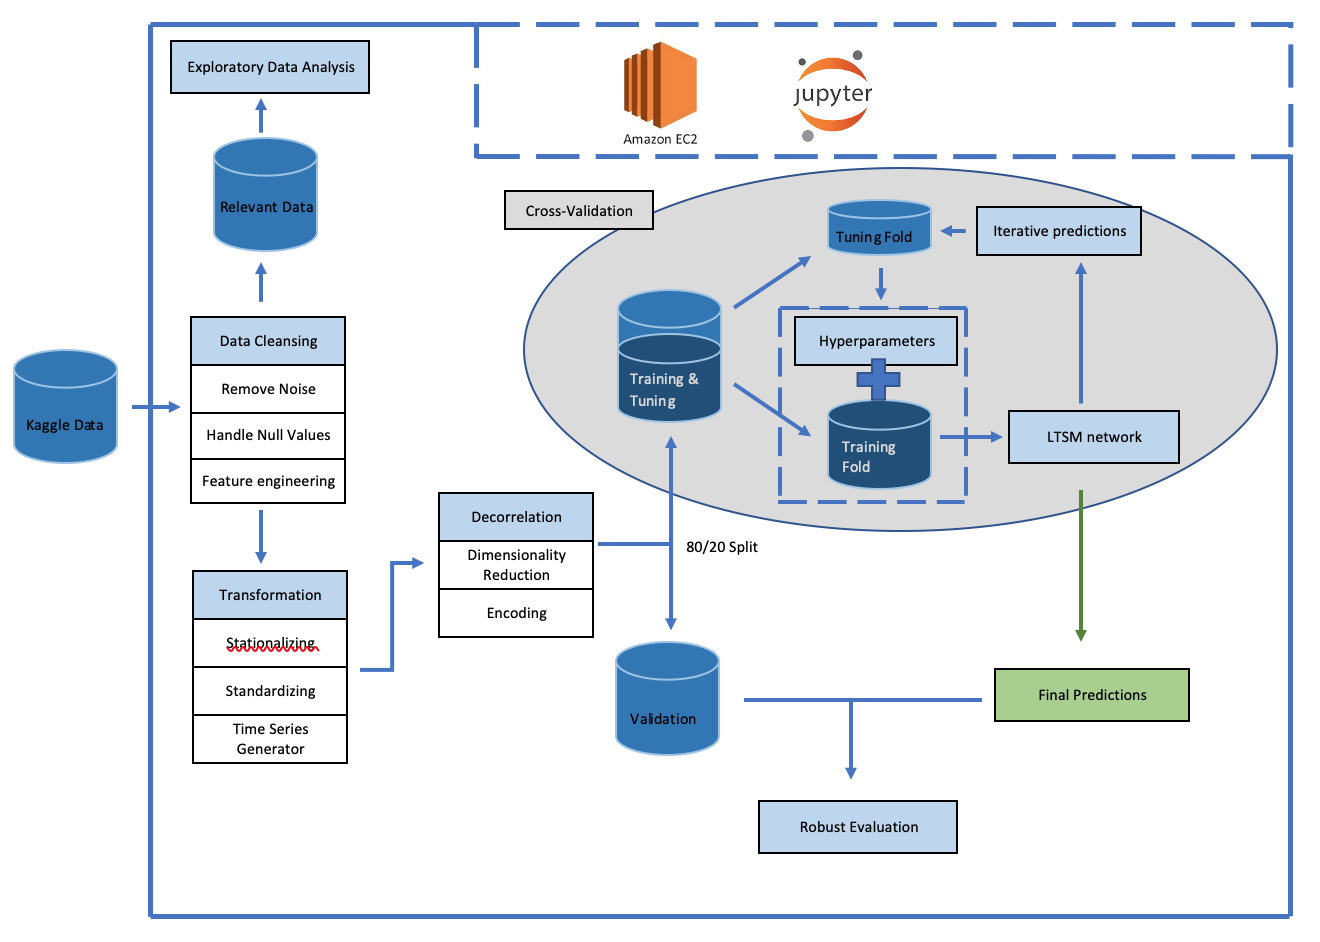 Exploratory Data Analysis
Amazon EC2
jupyter
Relevant Data
Cross-Validation
Tuning Fold
Iterative predictions
Data Cleansing
Remove Noise
Handle Null Values
Feature engineering
Kaggle Data
Training &
Tuning
Hyperparameters
Training
Fold
LTSM network
Transformation
Stationalizing
Standardizing
Time Series
Generator
Decorrelation
Dimensionality
Reduction
Encoding
80/20 Split
Validation
Final Predictions
Robust Evaluation